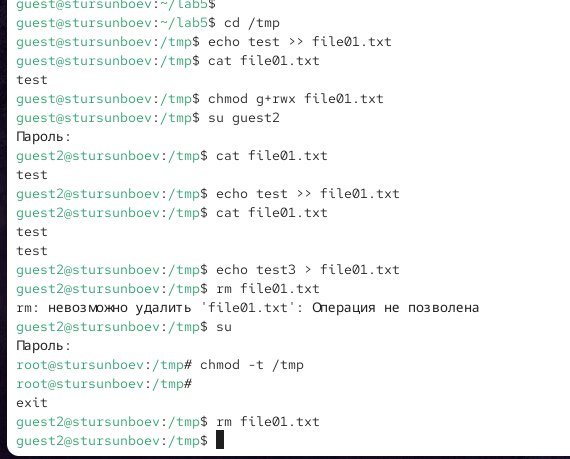 guest@stursunboev:~/lab5$
guest@stursunboev:~/lab5$ cd /tmp
guest@stursunboev:/tmp$ echo test >> file01.txt
guest@stursunboev:/tmp$ cat file01.txt
test
guest@stursunboev:/tmp$ chmod g+rwx file01.txt
guest@stursunboev:/tmp$ su guest2
Пароль:
guest2@stursunboev:/tmp$ cat file01.txt
test
guest2@stursunboev:/tmp$ echo test >> file01.txt
guest2@stursunboev:/tmp$ cat file01.txt
test
test
guest2@stursunboev:/tmp$ echo test3 > file01.txt
guest2@stursunboev:/tmp$ rm file01.txt
rm: невозможно удалить 'file01.txt': Операция не позволена
guest2@stursunboev:/tmp$ su
Пароль:
root@stursunboev:/tmp# chmod -t /tmp
root@stursunboev:/tmp#
exit
guest2@stursunboev:/tmp$ rm file01.txt
guest2@stursunboev:/tmp$